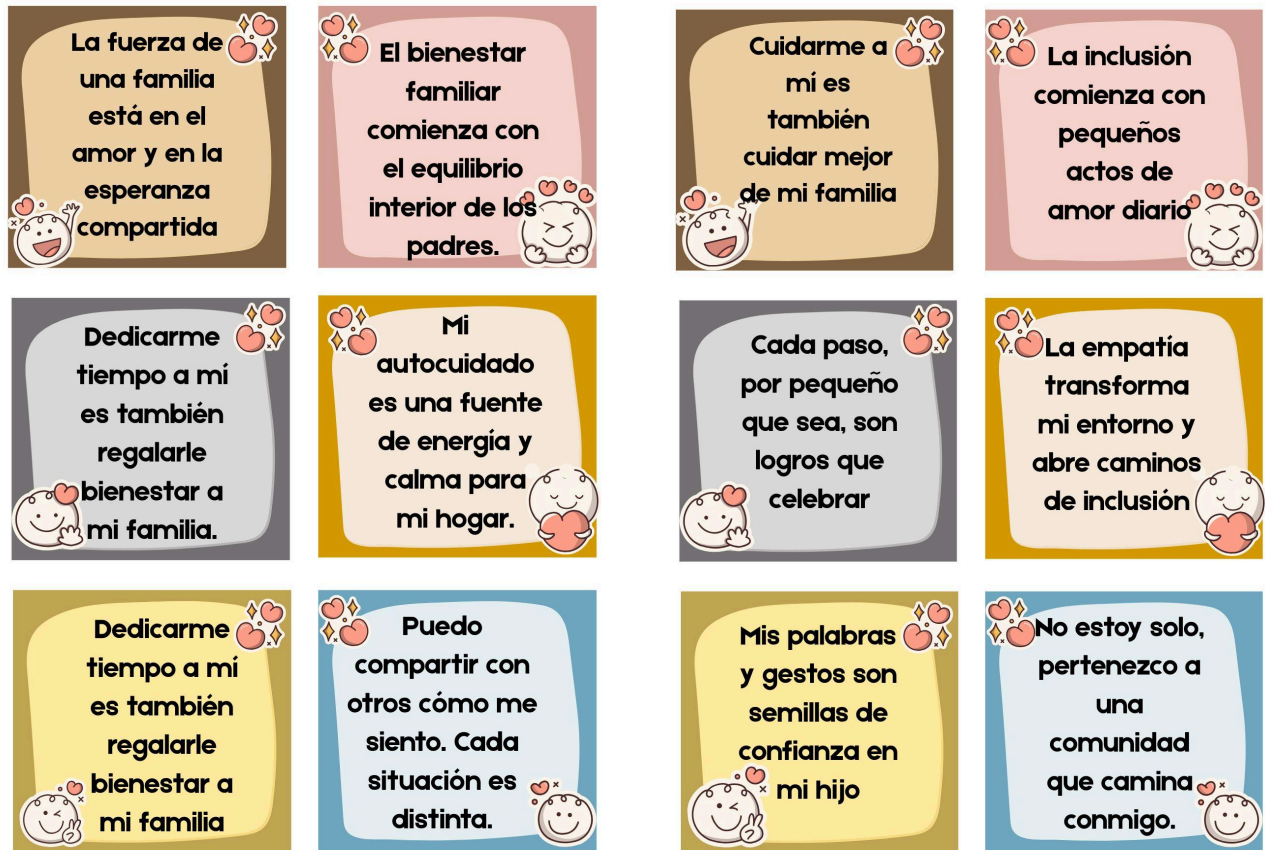 La fuerza de
una familia
está en el
amor y en la
esperanza
compartida
El bienestar
familiar
comienza con
el equilibrio
interior de los
padres.
Cuidarme a
mí es
también
cuidar mejor
de mi familia
La inclusión
comienza con
pequeños
actos de
amor diario
Dedicarme
tiempo a mí
es también
regalarle
bienestar a
mi familia.
Mi
autocuidado
es una fuente
de energía y
calma para
mi hogar.
Cada paso,
por pequeño
que sea, son
logros que
celebrar
La empatía
transforma
mi entorno y
abre caminos
de inclusión
Dedicarme
tiempo a mí
es también
regalarle
bienestar a
mi familia
Puedo
compartir con
otros cómo me
siento. Cada
situación es
distinta.
Mis palabras
y gestos son
semillas de
confianza en
mi hijo
No estoy solo,
pertenezco a
una
comunidad
que camina
conmigo.